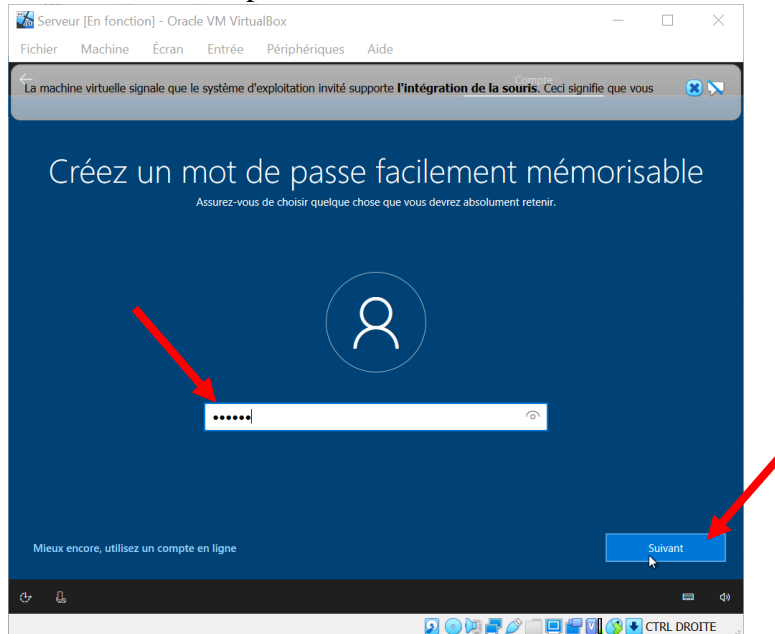 Serveur [En fonction] - Oracle VM VirtualBox
Fichier Machine Écran Entrée Périphériques Aide
Compte
La machine virtuelle signale que le système d'exploitation invité supporte l'intégration de la souris. Ceci signifie que vous
Créez un mot de passe facilement mémorisable
Assurez-vous de choisir quelque chose que vous devrez absolument retenir.
••••••
Mieux encore, utilisez un compte en ligne
Suivant
CTRL DROITE